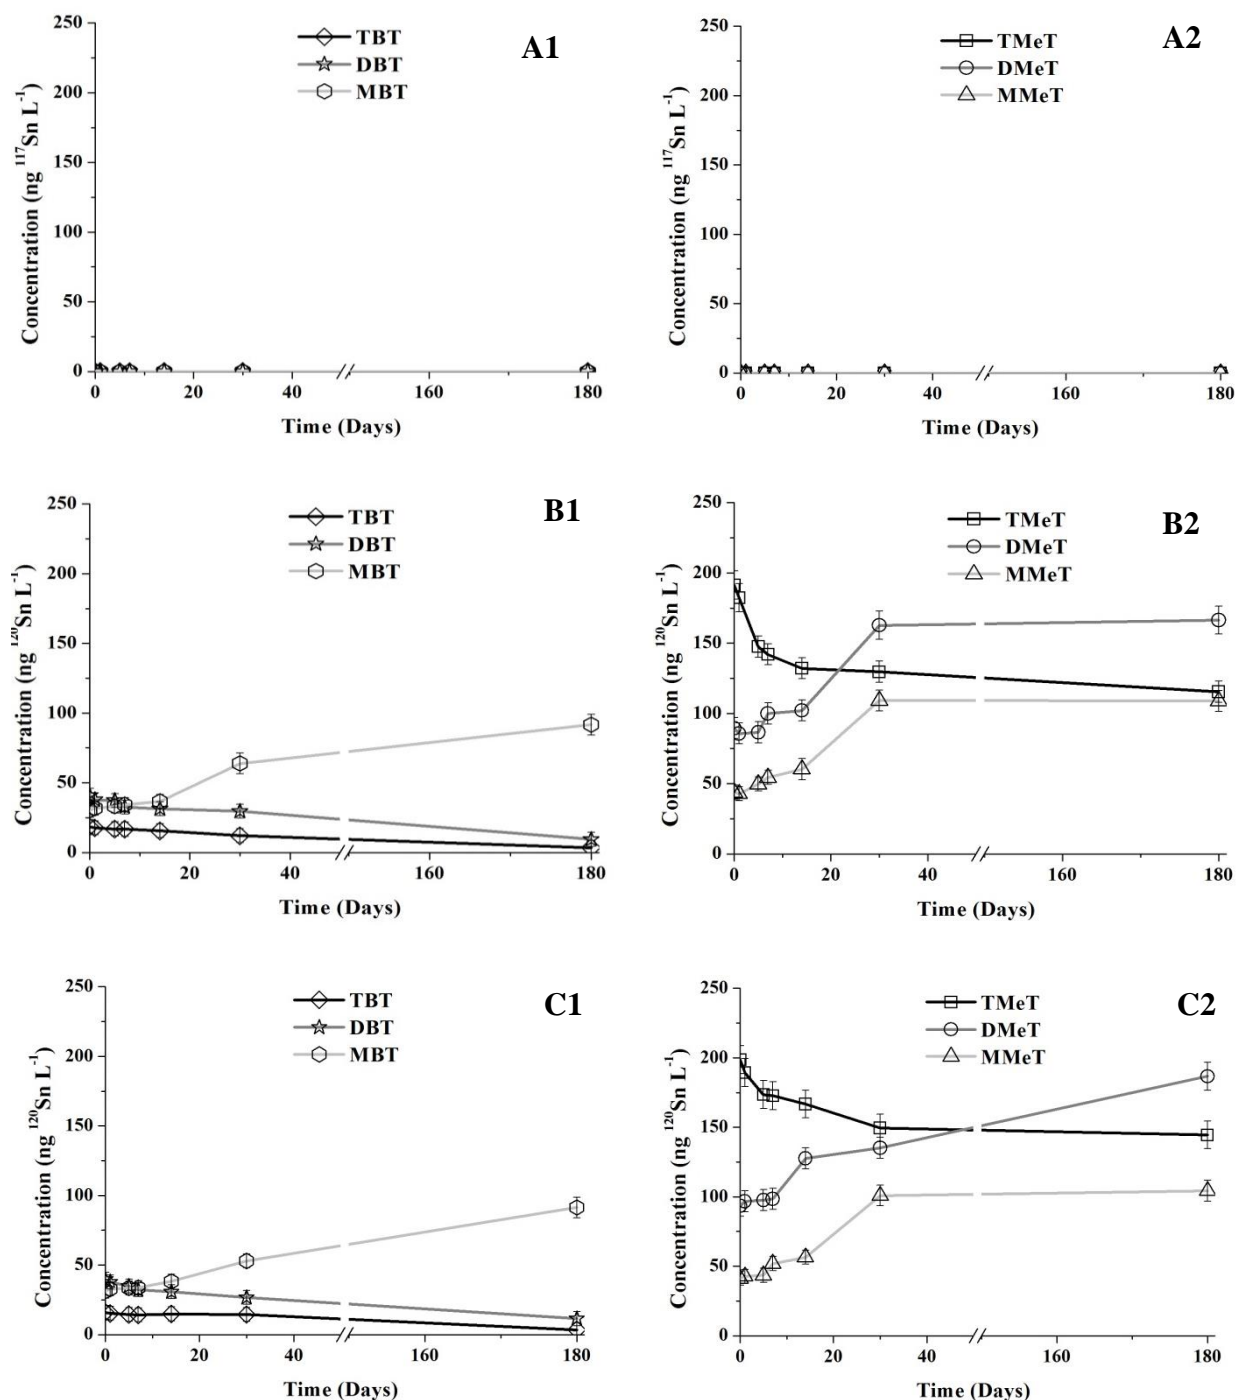 A1
TBT
DBT
MBT
Concentration (ng ¹¹⁷Sn L⁻¹)
250
200
150
100
50
0
0 20 40 160 180
Time (Days)
A2
TMeT
DMeT
MMeT
Concentration (ng ¹¹⁷Sn L⁻¹)
250
200
150
100
50
0
0 20 40 160 180
Time (Days)
B1
TBT
DBT
MBT
Concentration (ng ¹²⁰Sn L⁻¹)
250
200
150
100
50
0
0 20 40 160 180
Time (Days)
B2
TMeT
DMeT
MMeT
Concentration (ng ¹²⁰Sn L⁻¹)
250
200
150
100
50
0
0 20 40 160 180
Time (Days)
C1
TBT
DBT
MBT
Concentration (ng ¹²⁰Sn L⁻¹)
250
200
150
100
50
0
0 20 40 160 180
Time (Days)
C2
TMeT
DMeT
MMeT
Concentration (ng ¹²⁰Sn L⁻¹)
250
200
150
100
50
0
0 20 40 160 180
Time (Days)